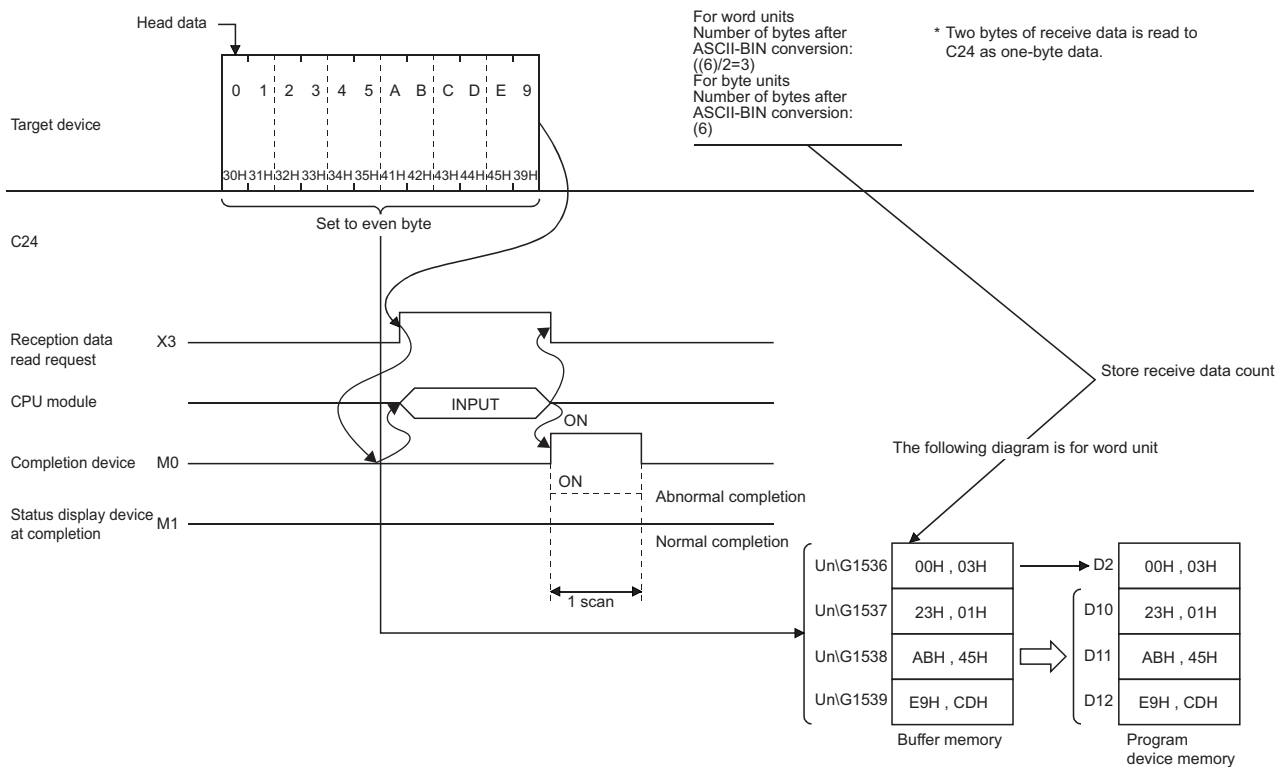 Head data
For word units
Number of bytes after
ASCII-BIN conversion:
((6)/2=3)
For byte units
Number of bytes after
ASCII-BIN conversion:
(6)
* Two bytes of receive data is read to
C24 as one-byte data.
0 1 2 3 4 5 A B C D E 9
Target device
30H 31H 32H 33H 34H 35H 41H 42H 43H 44H 45H 39H
Set to even byte
C24
Reception data
read request
X3
Store receive data count
CPU module
INPUT
ON
The following diagram is for word unit
Completion device M0
ON
Abnormal completion
Status display device
at completion
M1
Normal completion
1 scan
Un\G1536 00H , 03H D2 00H , 03H
Un\G1537 23H , 01H D10 23H , 01H
Un\G1538 ABH , 45H D11 ABH , 45H
Un\G1539 E9H , CDH D12 E9H , CDH
Buffer memory
Program
device memory